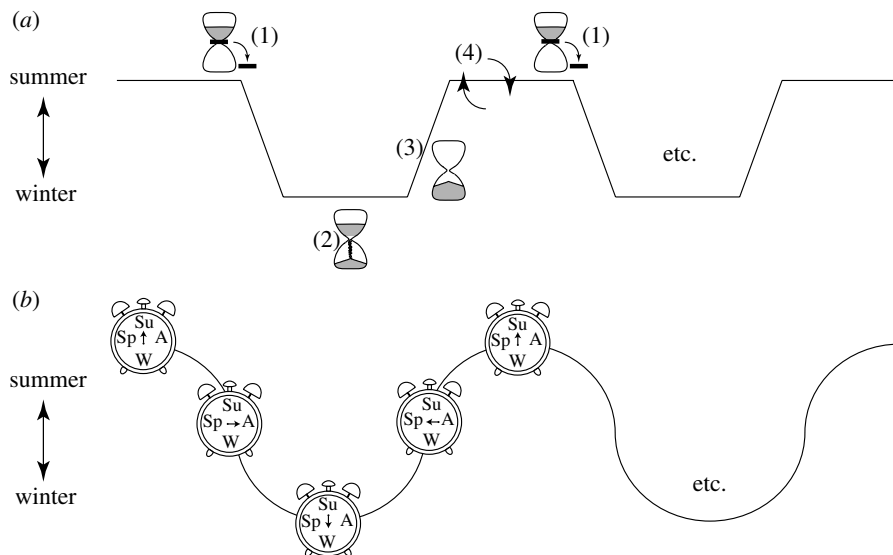 (a)
(1) (4) (1)
summer
(3) etc.
winter
(2)
(b)
Su Su
Sp A Sp A
W W
summer
Su Su
Sp A Sp A
W W
winter etc.
Su
Sp A
W